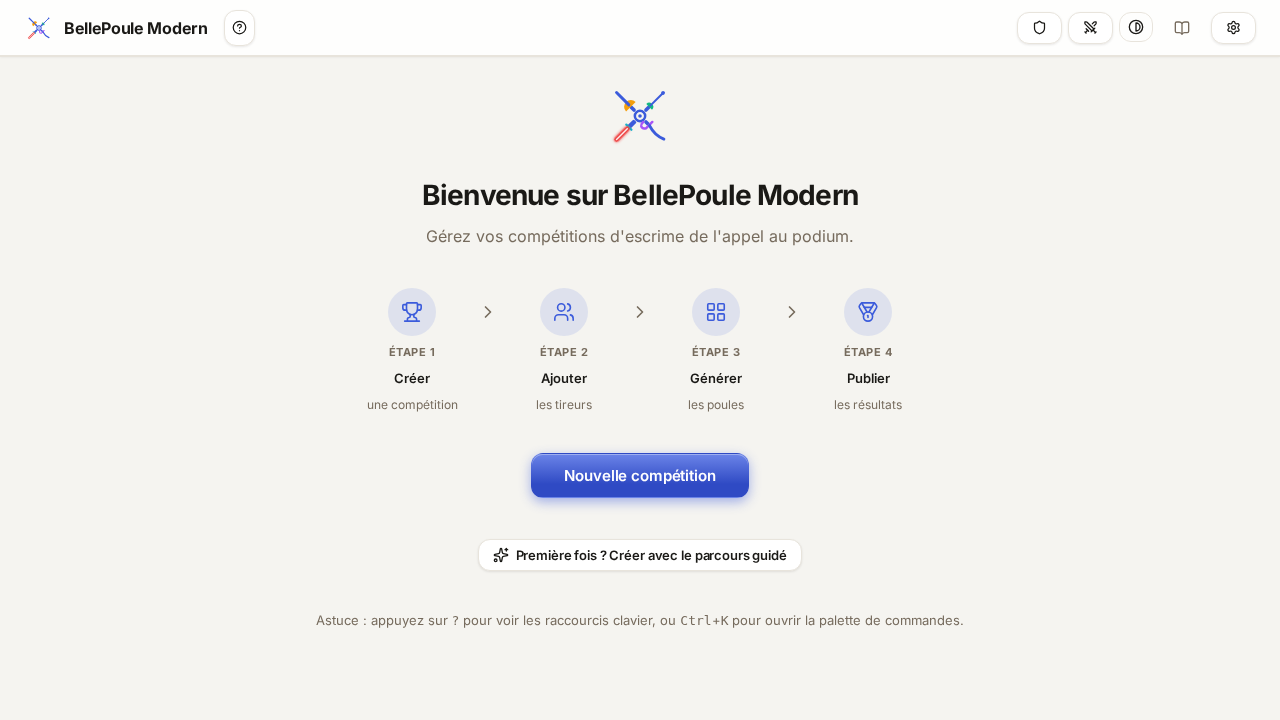 BellePoule Modern
Bienvenue sur BellePoule Modern
Gérez vos compétitions d'escrime de l'appel au podium.
ÉTAPE 1
Créer
une compétition
ÉTAPE 2
Ajouter
les tireurs
ÉTAPE 3
Générer
les poules
ÉTAPE 4
Publier
les résultats
Nouvelle compétition
Première fois ? Créer avec le parcours guidé
Astuce : appuyez sur ? pour voir les raccourcis clavier, ou Ctrl+K pour ouvrir la palette de commandes.